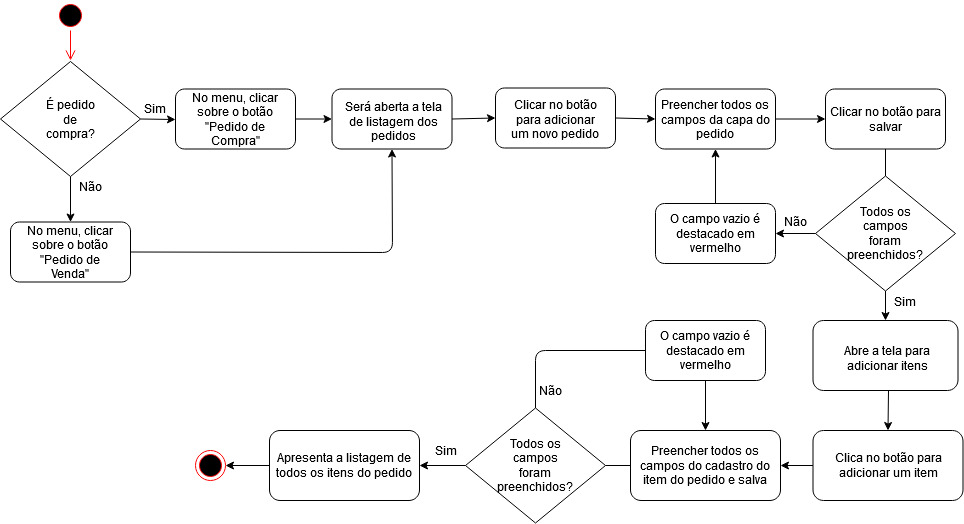 É pedido
de
compra?
Sim
No menu, clicar
sobre o botão
"Pedido de
Compra"
Será aberta a tela
de listagem dos
pedidos
Clicar no botão
para adicionar
um novo pedido
Preencher todos os
campos da capa do
pedido
Clicar no botão para
salvar
Não
No menu, clicar
sobre o botão
"Pedido de
Venda"
O campo vazio é
destacado em
vermelho
Não
Todos os
campos
foram
preenchidos?
Sim
Abre a tela para
adicionar itens
O campo vazio é
destacado em
vermelho
Não
Apresenta a listagem de
todos os itens do pedido
Sim
Todos os
campos
foram
preenchidos?
Preencher todos os
campos do cadastro do
item do pedido e salva
Clica no botão para
adicionar um item